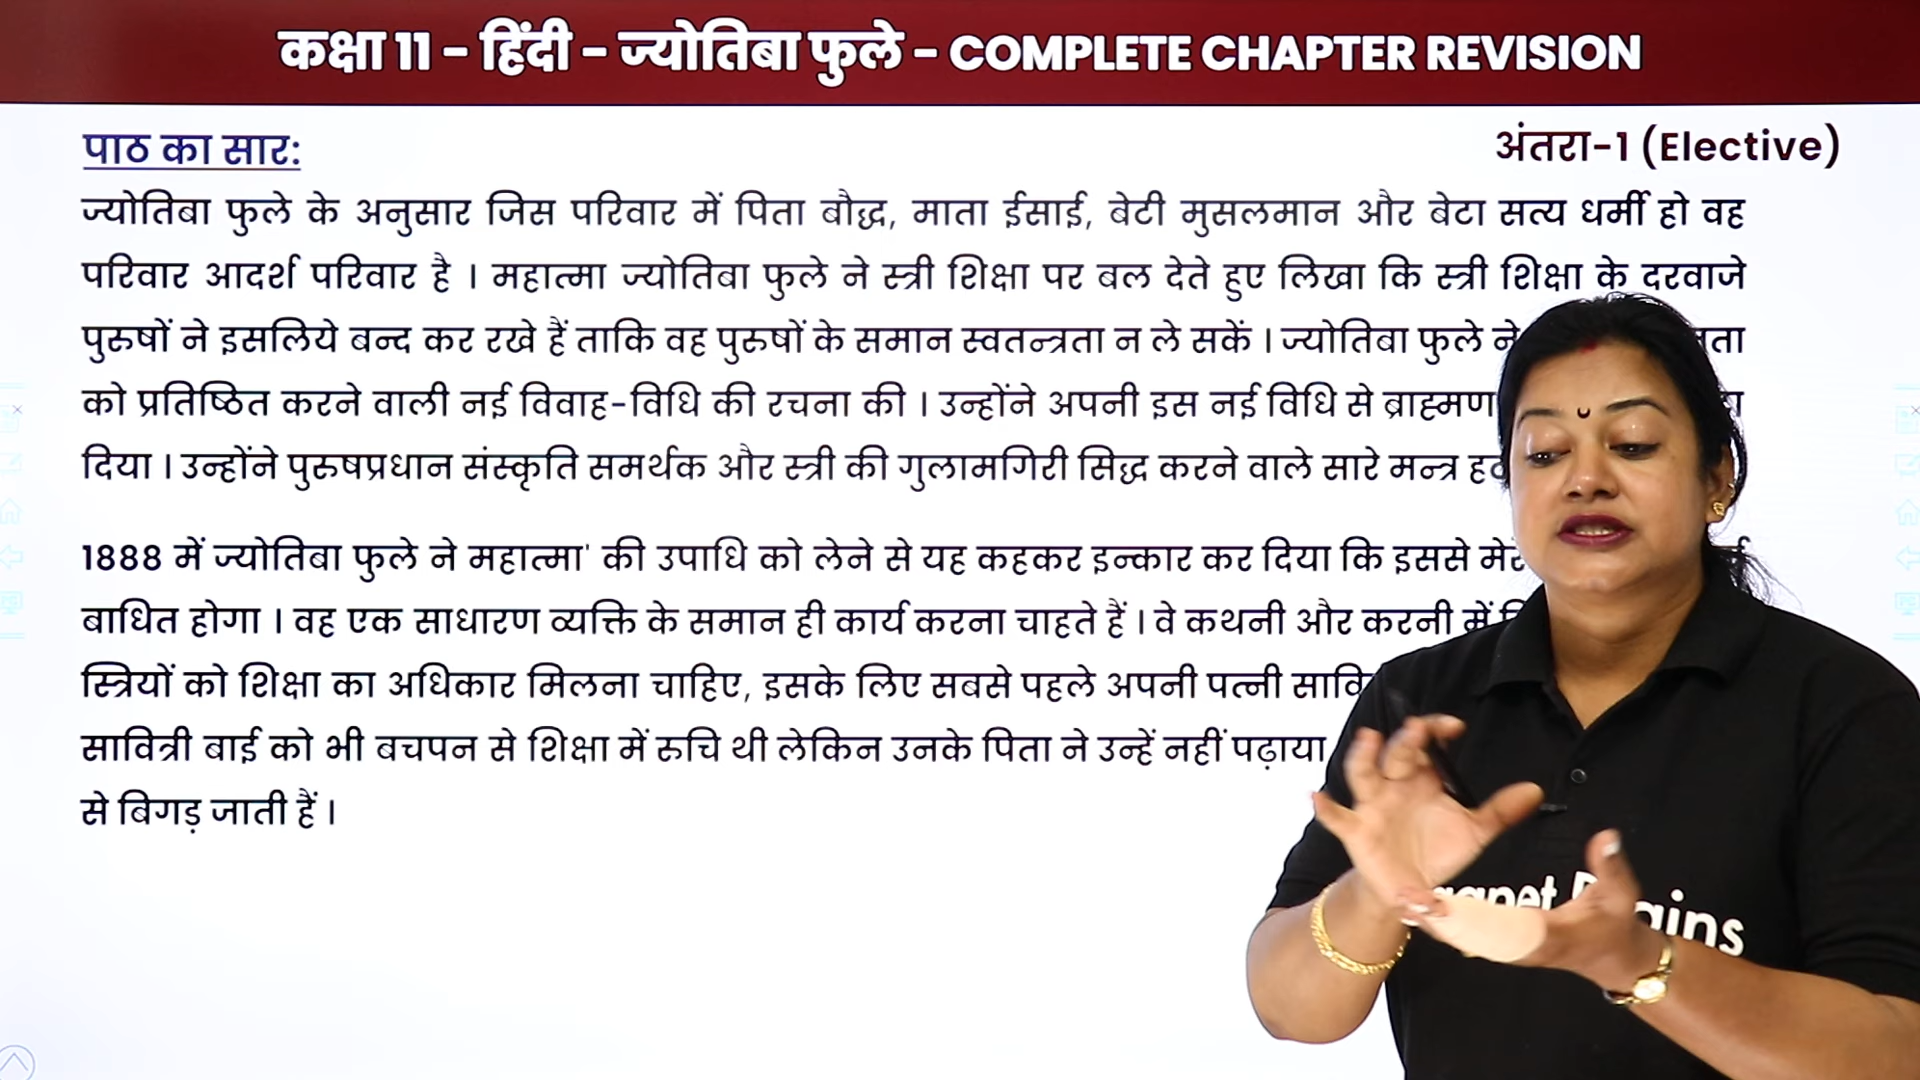 कक्षा 11 - हिंदी - ज्योतिबा फुले - COMPLETE CHAPTER REVISION
पाठ का सार:
अंतरा-1 (Elective)
ज्योतिबा फुले के अनुसार जिस परिवार में पिता बौद्ध, माता ईसाई, बेटी मुसलमान और बेटा सत्य धर्मी हो वह
परिवार आदर्श परिवार है । महात्मा ज्योतिबा फुले ने स्त्री शिक्षा पर बल देते हुए लिखा कि स्त्री शिक्षा के दरवाजे
पुरुषों ने इसलिये बन्द कर रखे हैं ताकि वह पुरुषों के समान स्वतन्त्रता न ले सकें । ज्योतिबा फुले ने
को प्रतिष्ठित करने वाली नई विवाह-विधि की रचना की । उन्होंने अपनी इस नई विधि से ब्राह्मण
दिया । उन्होंने पुरुषप्रधान संस्कृति समर्थक और स्त्री की गुलामगिरी सिद्ध करने वाले सारे मन्त्र
1888 में ज्योतिबा फुले ने महात्मा' की उपाधि को लेने से यह कहकर इन्कार कर दिया कि इससे
बाधित होगा । वह एक साधारण व्यक्ति के समान ही कार्य करना चाहते हैं । वे कथनी और करनी में
स्त्रियों को शिक्षा का अधिकार मिलना चाहिए, इसके लिए सबसे पहले अपनी पत्नी
सावित्री बाई को भी बचपन से शिक्षा में रुचि थी लेकिन उनके पिता ने उन्हें नहीं पढ़ाया
से बिगड़ जाती हैं ।